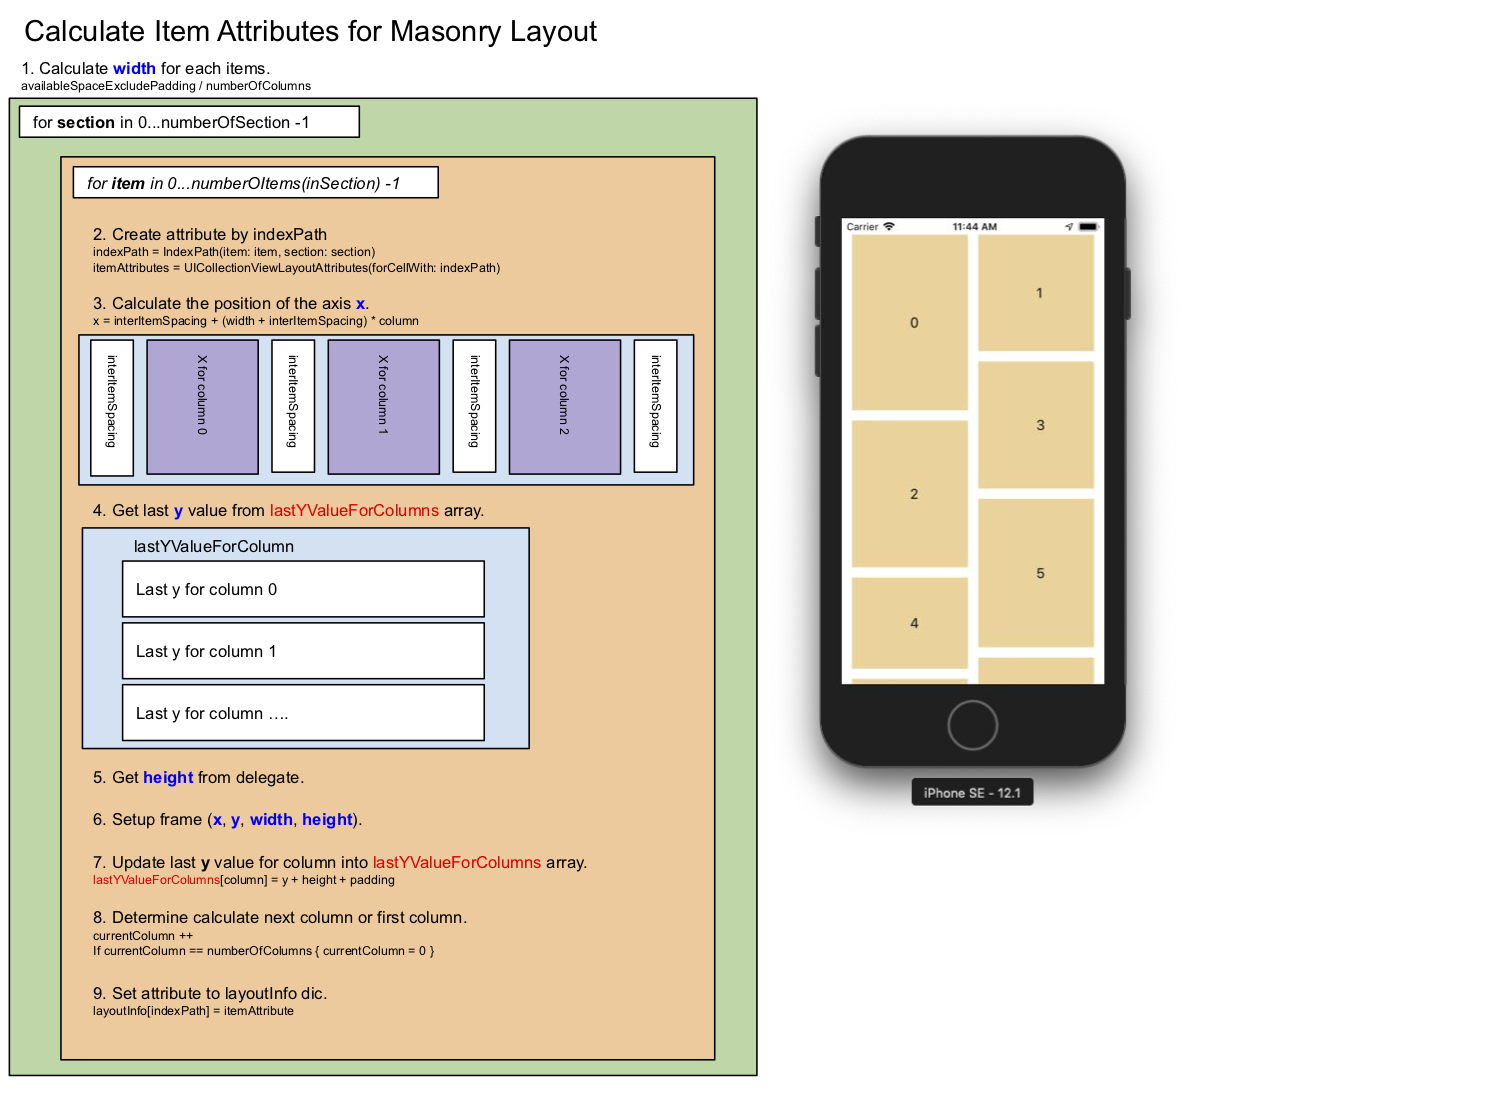 Calculate Item Attributes for Masonry Layout
1. Calculate width for each items.
availableSpaceExcludePadding / numberOfColumns
for section in 0...numberOfSection -1
for item in 0...numberOItems(inSection) -1
2. Create attribute by indexPath
indexPath = IndexPath(item: item, section: section)
itemAttributes = UICollectionViewLayoutAttributes(forCellWith: indexPath)
3. Calculate the position of the axis x.
x = interItemSpacing + (width + interItemSpacing) * column
interItemSpacing
X for column 0
interItemSpacing
X for column 1
interItemSpacing
X for column 2
interItemSpacing
4. Get last y value from lastYValueForColumns array.
lastYValueForColumn
Last y for column 0
Last y for column 1
Last y for column ....
5. Get height from delegate.
6. Setup frame (x, y, width, height).
7. Update last y value for column into lastYValueForColumns array.
lastYValueForColumns[column] = y + height + padding
8. Determine calculate next column or first column.
currentColumn ++
If currentColumn == numberOfColumns { currentColumn = 0 }
9. Set attribute to layoutInfo dic.
layoutInfo[indexPath] = itemAttribute
Carrier 11:44 AM
0
1
2
3
4
5
iPhone SE - 12.1